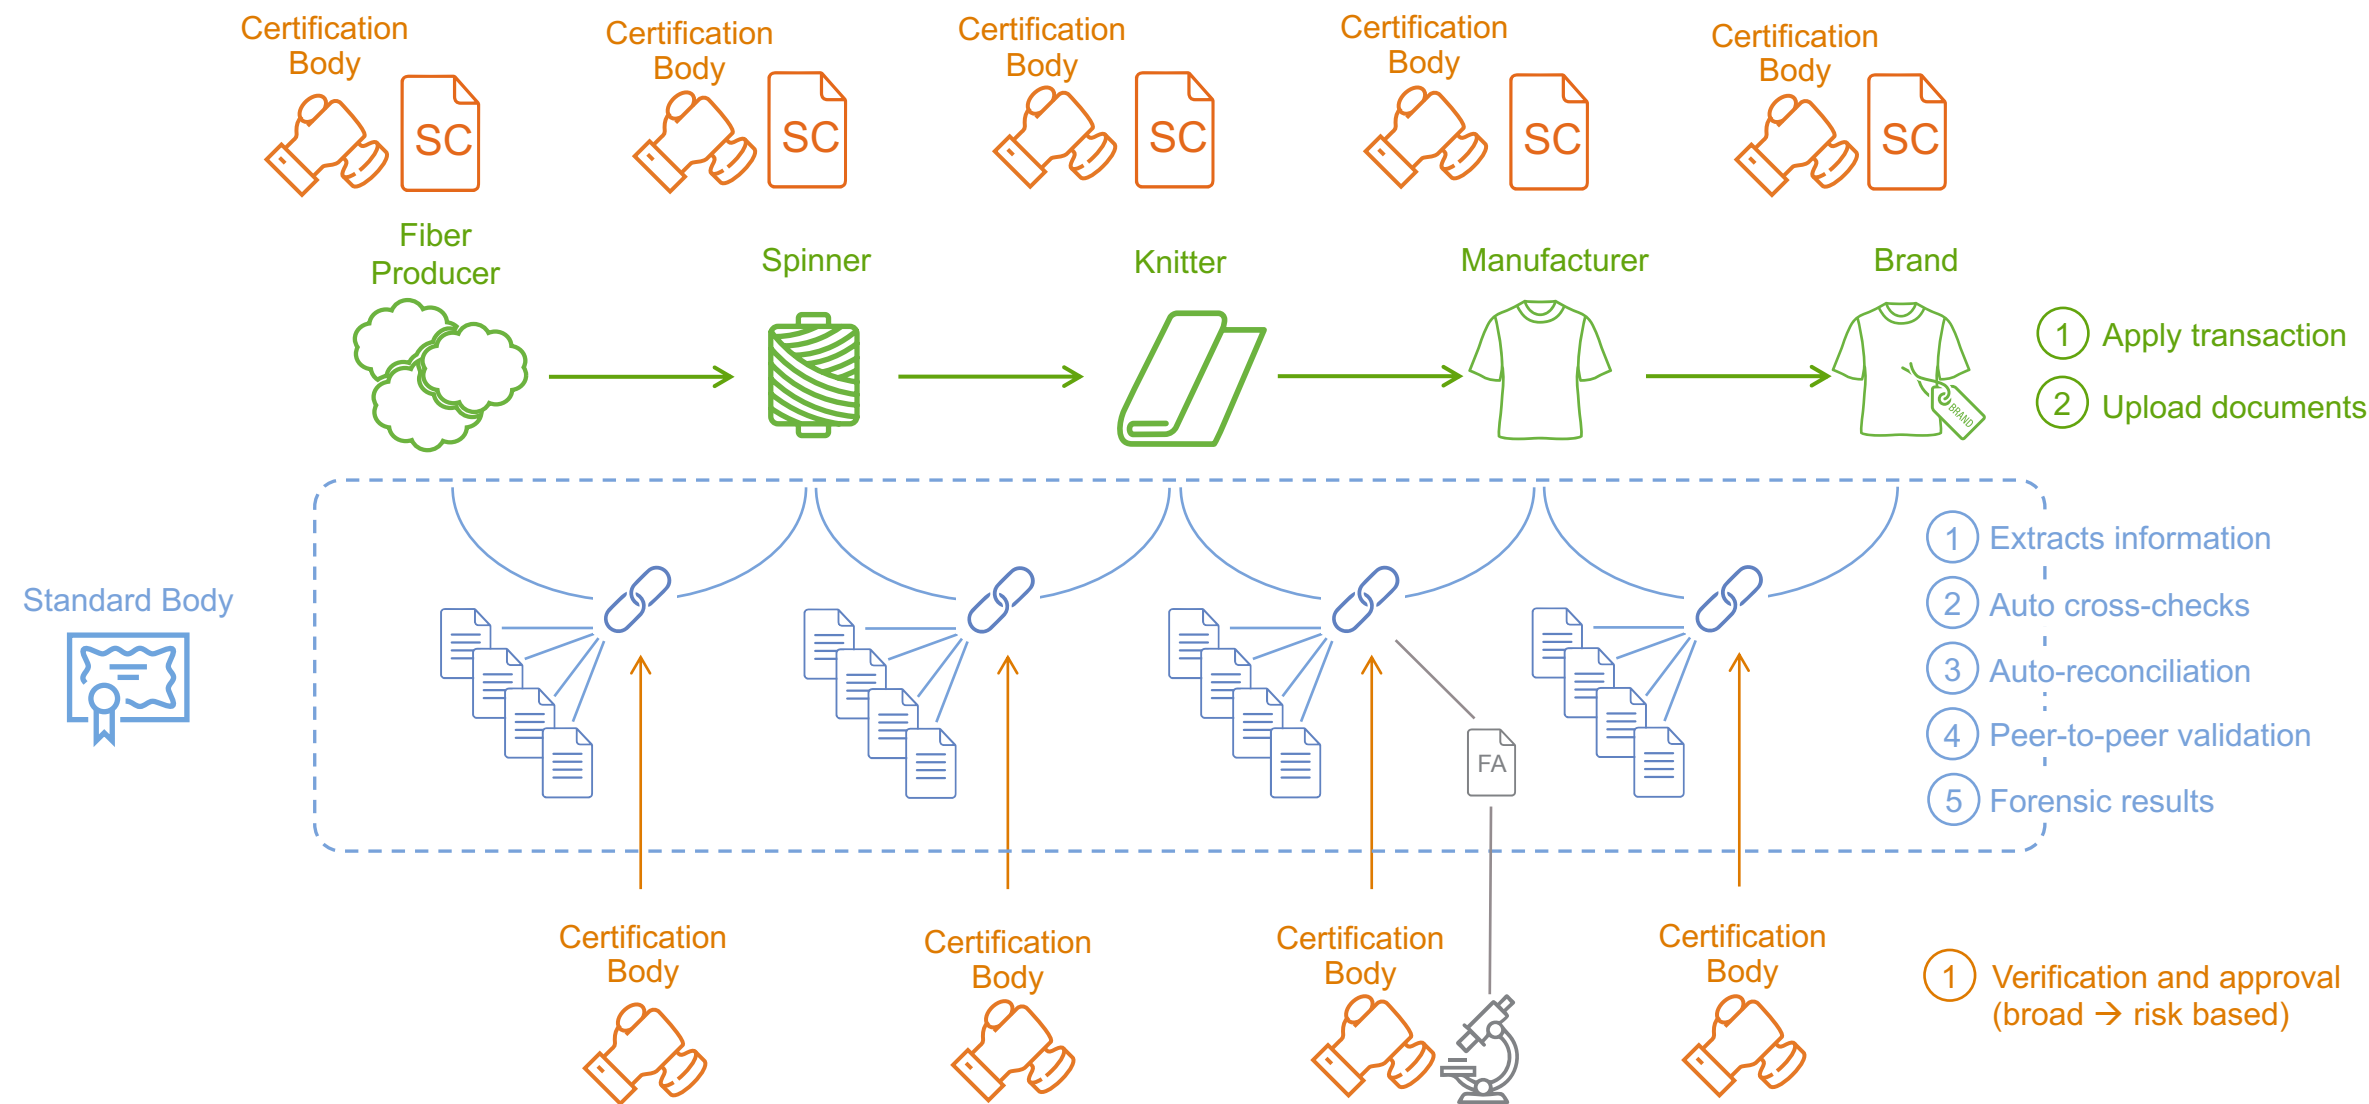 Certification
Body
SC
Certification
Body
SC
Certification
Body
SC
Certification
Body
SC
Certification
Body
SC
Fiber
Producer
Spinner
Knitter
Manufacturer
Brand
BRAND
1 Apply transaction
2 Upload documents
Standard Body
FA
1 Extracts information
2 Auto cross-checks
3 Auto-reconciliation
4 Peer-to-peer validation
5 Forensic results
Certification
Body
Certification
Body
Certification
Body
Certification
Body
1 Verification and approval
(broad → risk based)